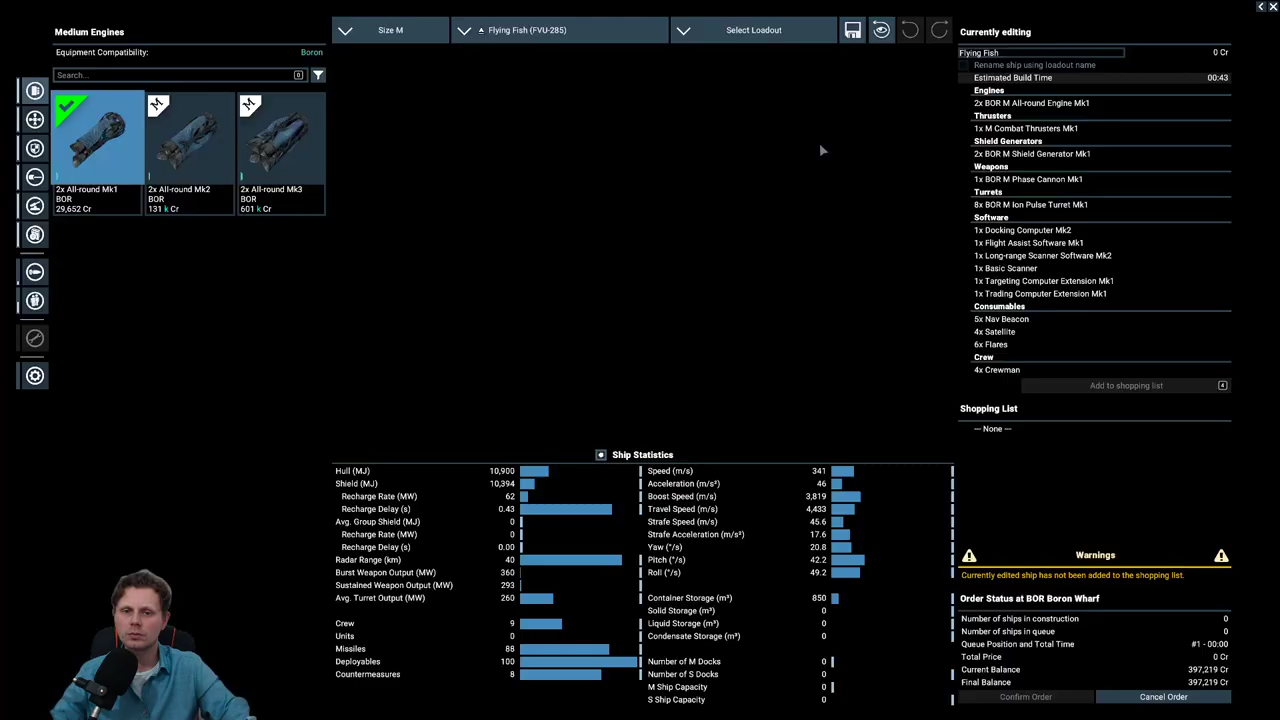 Medium Engines
Equipment Compatibility: Boron
Search... 0
2x All-round Mk1
BOR
29,652 Cr
2x All-round Mk2
BOR
131 k Cr
2x All-round Mk3
BOR
601 k Cr
Size M
Flying Fish (FVU-285)
Select Loadout
Ship Statistics
Hull (MJ) 10,900
Shield (MJ) 10,394
Recharge Rate (MW) 62
Recharge Delay (s) 0.43
Avg. Group Shield (MJ) 0
Recharge Rate (MW) 0
Recharge Delay (s) 0.00
Radar Range (km) 40
Burst Weapon Output (MW) 360
Sustained Weapon Output (MW) 293
Avg. Turret Output (MW) 260
Crew 9
Units 0
Missiles 88
Deployables 100
Countermeasures 8
Speed (m/s) 341
Acceleration (m/s²) 46
Boost Speed (m/s) 3,819
Travel Speed (m/s) 4,433
Strafe Speed (m/s) 45.6
Strafe Acceleration (m/s²) 17.6
Yaw (°/s) 20.8
Pitch (°/s) 42.2
Roll (°/s) 49.2
Container Storage (m³) 850
Solid Storage (m³) 0
Liquid Storage (m³) 0
Condensate Storage (m³) 0
Number of M Docks 0
Number of S Docks 0
M Ship Capacity 0
S Ship Capacity 0
Currently editing
Flying Fish 0 Cr
Rename ship using loadout name
Estimated Build Time 00:43
Engines
2x BOR M All-round Engine Mk1
Thrusters
1x M Combat Thrusters Mk1
Shield Generators
2x BOR M Shield Generator Mk1
Weapons
1x BOR M Phase Cannon Mk1
Turrets
8x BOR M Ion Pulse Turret Mk1
Software
1x Docking Computer Mk2
1x Flight Assist Software Mk1
1x Long-range Scanner Software Mk2
1x Basic Scanner
1x Targeting Computer Extension Mk1
1x Trading Computer Extension Mk1
Consumables
5x Nav Beacon
4x Satellite
6x Flares
Crew
4x Crewman
Add to shopping list 4
Shopping List
--- None ---
Warnings
Currently edited ship has not been added to the shopping list.
Order Status at BOR Boron Wharf
Number of ships in construction 0
Number of ships in queue 0
Queue Position and Total Time #1 - 00:00
Total Price 0 Cr
Current Balance 397,219 Cr
Final Balance 397,219 Cr
Confirm Order
Cancel Order